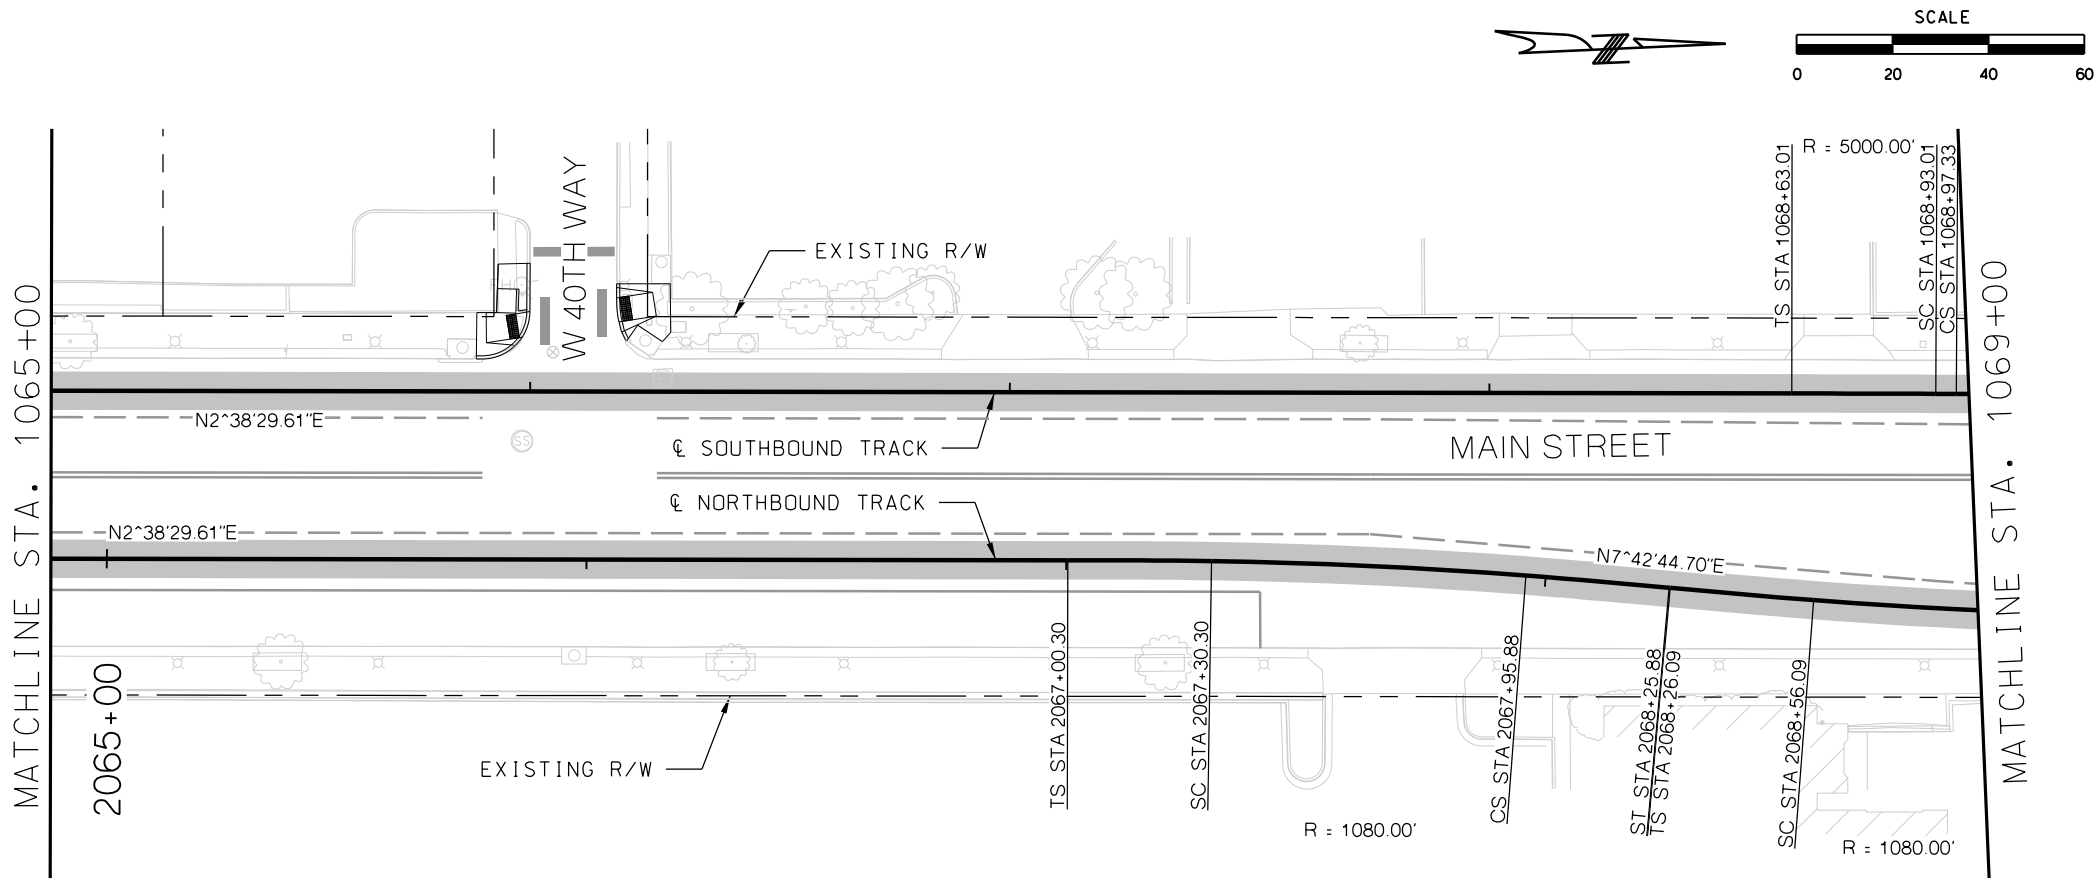 SCALE
0 20 40 60
MATCHLINE STA. 1065+00
W 40TH WAY
EXISTING R/W
TS STA 1068+63.01
R = 5000.00'
SC STA 1068+93.01
CS STA 1068+97.33
MATCHLINE STA. 1069+00
N2^38'29.61"E
SS
℄ SOUTHBOUND TRACK
MAIN STREET
℄ NORTHBOUND TRACK
N2^38'29.61"E
N7^42'44.70"E
2065+00
EXISTING R/W
TS STA 2067+00.30
SC STA 2067+30.30
R = 1080.00'
CS STA 2067+95.88
ST STA 2068+25.88
TS STA 2068+26.09
SC STA 2068+56.09
R = 1080.00'